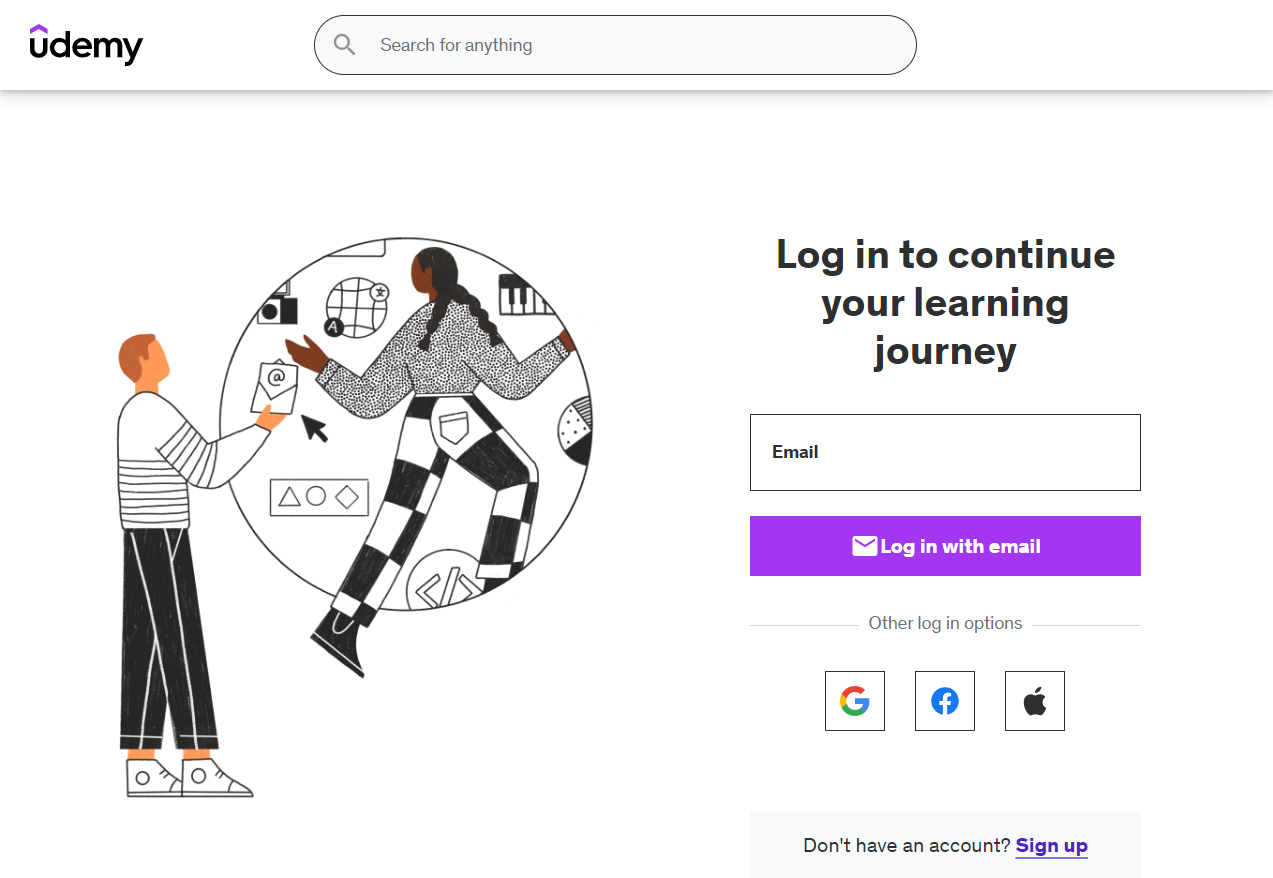 udemy
Search for anything
Log in to continue
your learning
journey
A
文
@
</>
Email
Log in with email
Other log in options
Don't have an account? Sign up